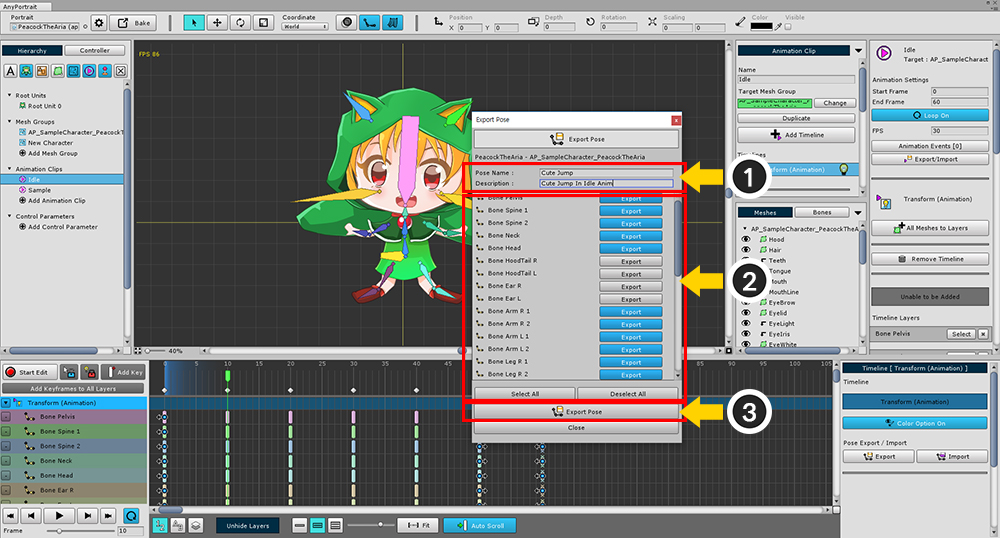 AnyPortrait
Portrait
PeacockTheAria (ap
Bake
Coordinate
World
Position
X 0 Y 0
Depth
0
Rotation
0
Scaling
0 0
Color
Visible
Hierarchy
Controller
Root Units
Root Unit 0
Mesh Groups
AP_SampleCharacter_PeacockT
New Character
Add Mesh Group
Animation Clips
Idle
Sample
Add Animation Clip
Control Parameters
Add Control Parameter
FPS 86
40%
Export Pose
Export Pose
PeacockTheAria - AP_SampleCharacter_PeacockTheAria
Pose Name : Cute Jump
Description : Cute Jump In Idle Anim
Bone Pelvis Export
Bone Spine 1 Export
Bone Spine 2 Export
Bone Neck Export
Bone Head Export
Bone HoodTail R Export
Bone HoodTail L Export
Bone Ear R Export
Bone Ear L Export
Bone Arm R 1 Export
Bone Arm R 2 Export
Bone Arm L 1 Export
Bone Arm L 2 Export
Bone Leg R 1 Export
Bone Leg R 2 Export
Select All
Deselect All
Export Pose
Close
1
2
3
Animation Clip
Name
Idle
Target Mesh Group
Change
Duplicate
Add Timeline
Timelines
ransform (Animation)
Meshes
Bones
AP_SampleCharacter_PeacockTheA
Hood
Hair
Teeth
Tongue
Mouth
MouthLine
EyeBrow
Eyelid
EyeLight
EyeIris
EyeWhite
Idle
Target : AP_SampleCharact
Animation Settings
Start Frame 0
End Frame 60
Loop On
FPS 30
Animation Events [0]
Export/Import
Transform (Animation)
All Meshes to Layers
Remove Timeline
Unable to be Added
Timeline Layers
Bone Pelvis Select
Start Edit
Add Key
Add Keyframes to All Layers
Transform (Animation)
Bone Pelvis
Bone Spine 1
Bone Spine 2
Bone Neck
Bone Head
Bone Ear R
0 5 10 15 20 25 30 35 40 45
105
Frame 10
Unhide Layers
Fit
Auto Scroll
Timeline [ Transform (Animation) ]
Timeline
Transform (Animation)
Color Option On
Pose Export / Import
Export
Import